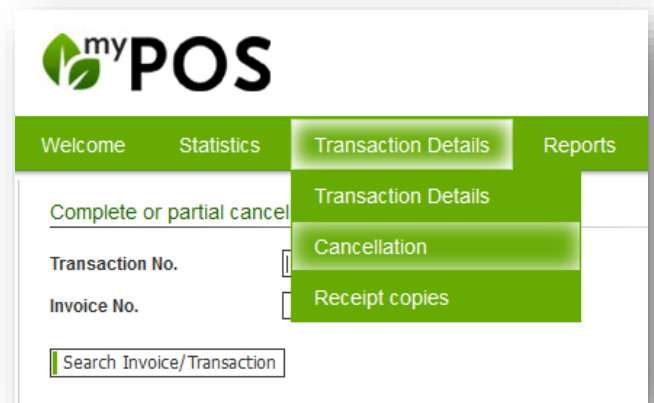 myPOS
Welcome Statistics Transaction Details Reports
Transaction Details
Complete or partial cancel
Cancellation
Transaction No.
Receipt copies
Invoice No.
Search Invoice/Transaction